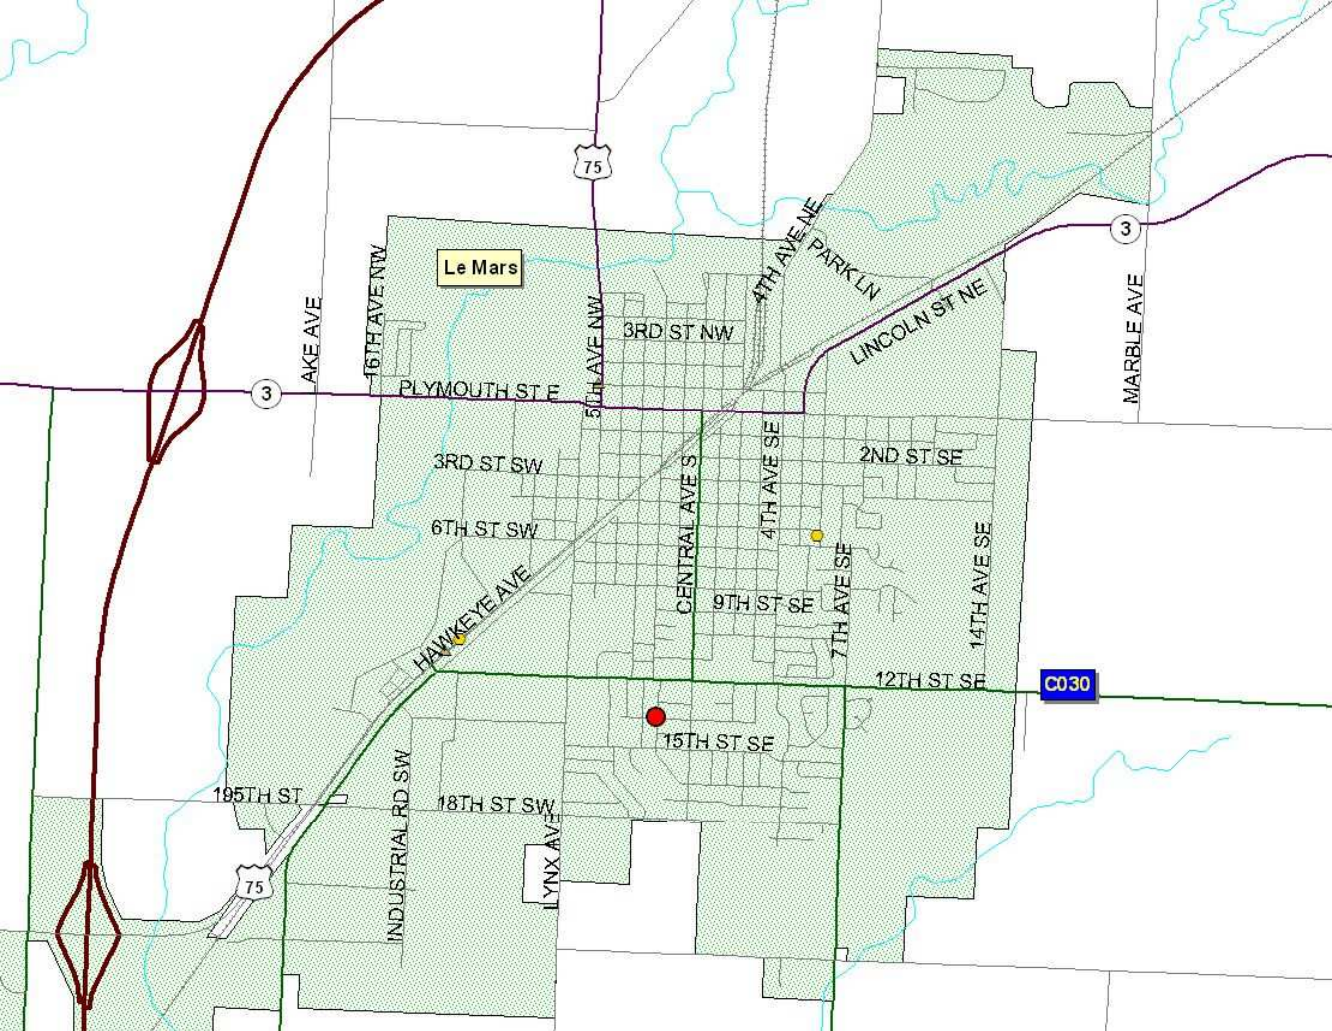 75
4TH AVE NE
PARK LN
3
Le Mars
16TH AVE NW
AKE AVE
5TH AVE NW
3RD ST NW
LINCOLN ST NE
MARBLE AVE
3
PLYMOUTH ST E
3RD ST SW
CENTRAL AVE S
4TH AVE SE
2ND ST SE
6TH ST SW
HAWKEYE AVE
9TH ST SE
7TH AVE SE
14TH AVE SE
12TH ST SE
C030
15TH ST SE
195TH ST
INDUSTRIAL RD SW
18TH ST SW
LYNX AVE
75